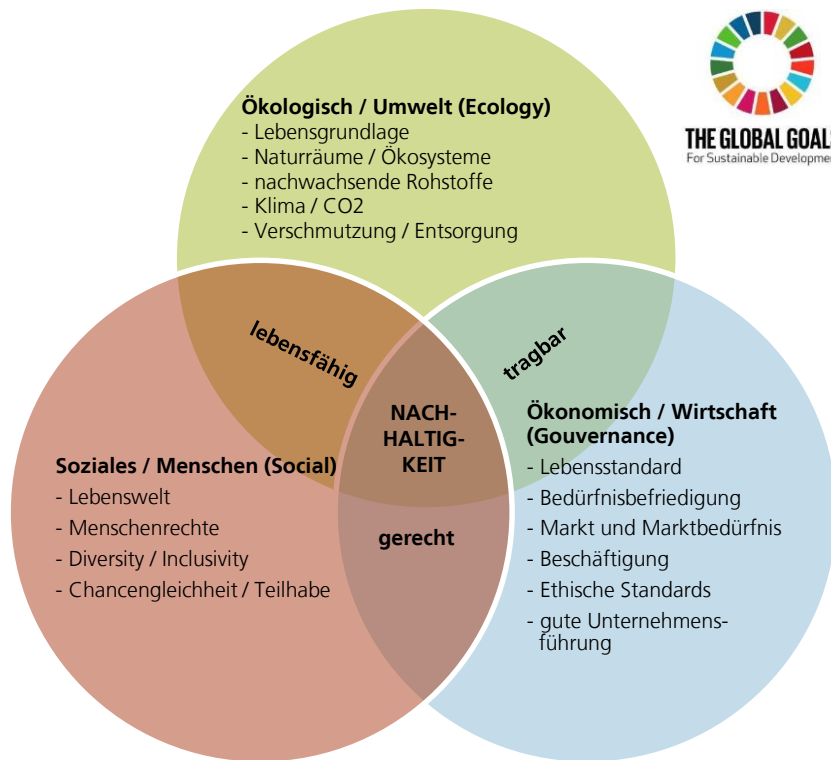 THE GLOBAL GOALS
For Sustainable Development
Ökologisch / Umwelt (Ecology)
- Lebensgrundlage
- Naturräume / Ökosysteme
- nachwachsende Rohstoffe
- Klima / CO2
- Verschmutzung / Entsorgung
lebensfähig
tragbar
NACH-
HALTIG-
KEIT
gerecht
Soziales / Menschen (Social)
- Lebenswelt
- Menschenrechte
- Diversity / Inclusivity
- Chancengleichheit / Teilhabe
Ökonomisch / Wirtschaft
(Gouvernance)
- Lebensstandard
- Bedürfnisbefriedigung
- Markt und Marktbedürfnis
- Beschäftigung
- Ethische Standards
- gute Unternehmens-
führung